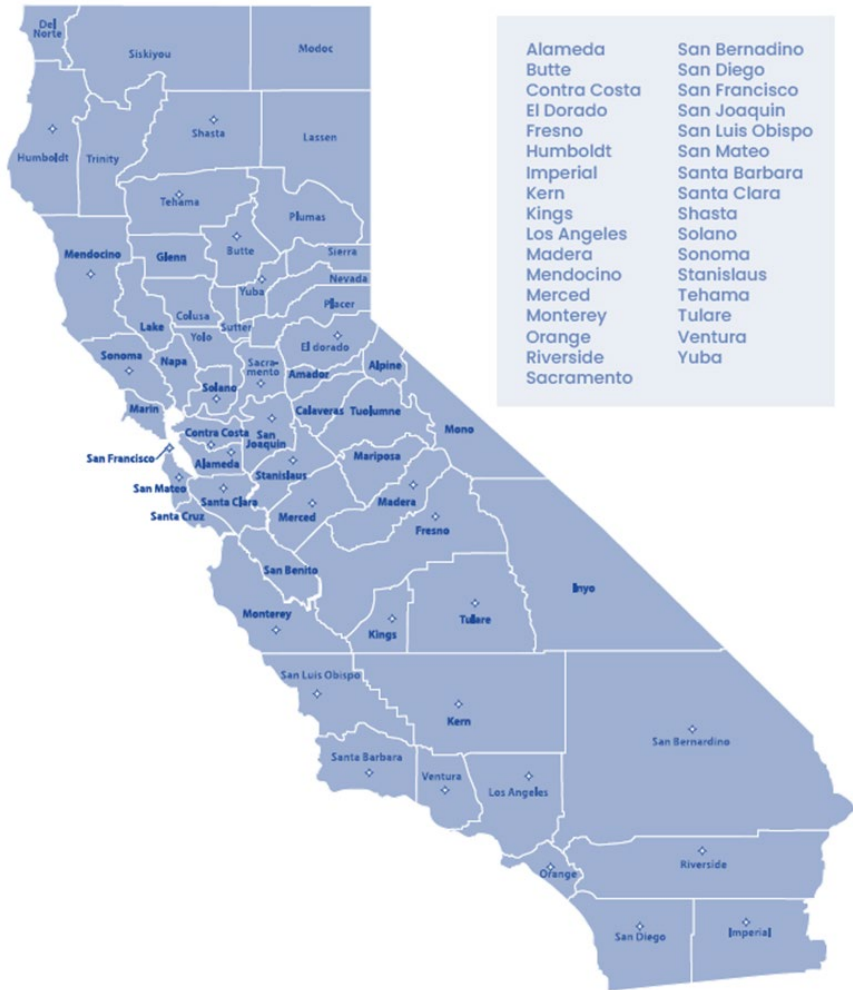 Del
Norte
Siskiyou
Modoc
Humboldt
Trinity
Shasta
Lassen
Tehama
Plumas
Mendocino
Glenn
Butte
Sierra
Nevada
Yuba
Placer
Colusa
Lake
Sutter
Yolo
El dorado
Sonoma
Napa
Sacra-
mento
Alpine
Amador
Solano
Marin
Calaveras
Tuolumne
Mono
Contra Costa
San
Joaquin
San Francisco
Alameda
Mariposa
Stanislaus
San Mateo
Santa Clara
Madera
Santa Cruz
Merced
Fresno
San Benito
Inyo
Monterey
Kings
Tulare
San Luis Obispo
Kern
San Bernardino
Santa Barbara
Ventura
Los Angeles
Riverside
Orange
San Diego
Imperial
Alameda
Butte
Contra Costa
El Dorado
Fresno
Humboldt
Imperial
Kern
Kings
Los Angeles
Madera
Mendocino
Merced
Monterey
Orange
Riverside
Sacramento
San Bernadino
San Diego
San Francisco
San Joaquin
San Luis Obispo
San Mateo
Santa Barbara
Santa Clara
Shasta
Solano
Sonoma
Stanislaus
Tehama
Tulare
Ventura
Yuba